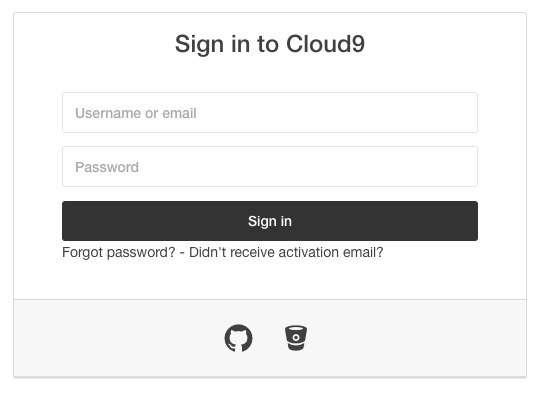 Sign in to Cloud9
Username or email
Password
Sign in
Forgot password? - Didn't receive activation email?